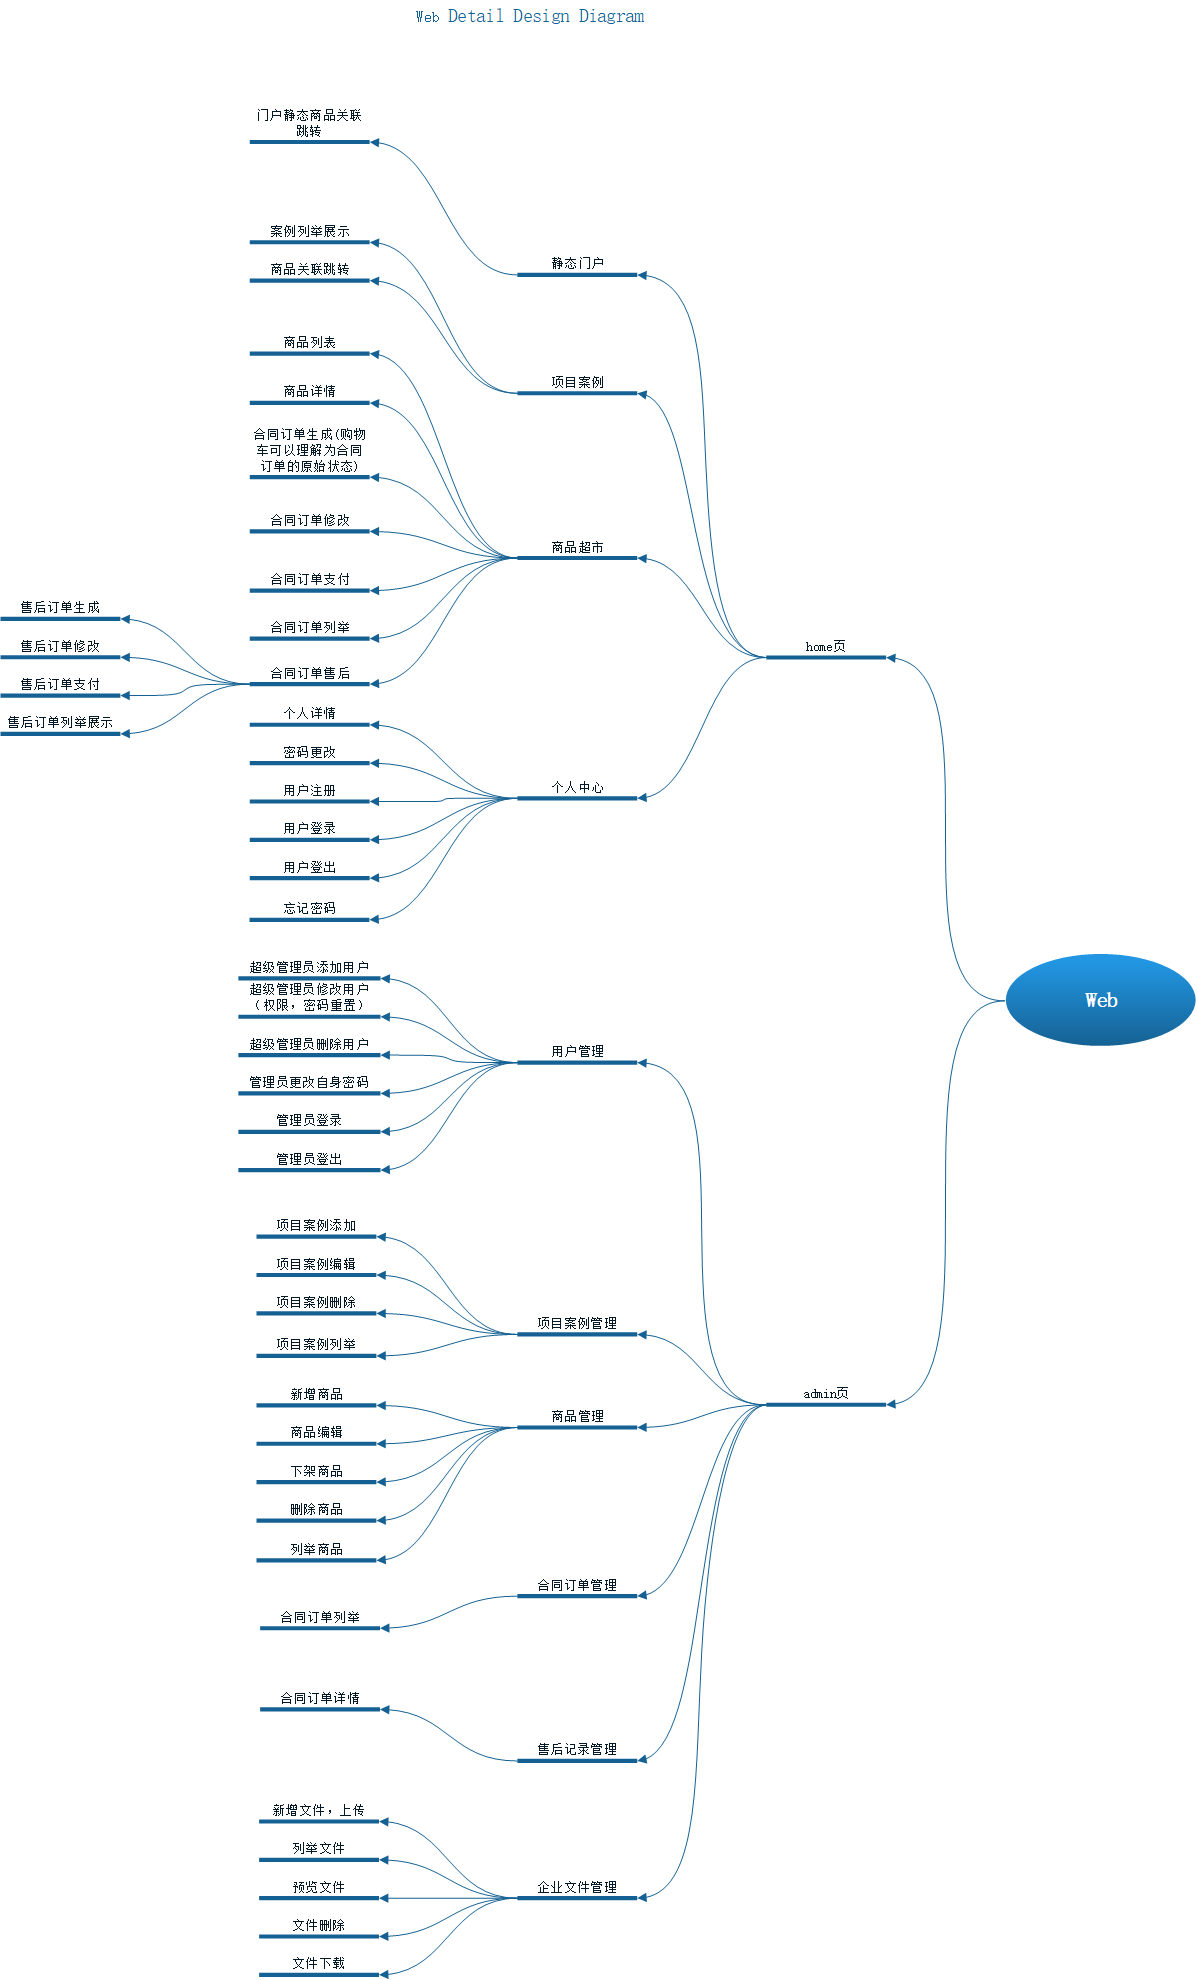 Web Detail Design Diagram
门户静态商品关联
跳转
案例列举展示
商品关联跳转
静态门户
商品列表
商品详情
项目案例
合同订单生成(购物
车可以理解为合同
订单的原始状态)
合同订单修改
商品超市
合同订单支付
合同订单列举
合同订单售后
售后订单生成
售后订单修改
售后订单支付
售后订单列举展示
home页
个人详情
密码更改
用户注册
用户登录
用户登出
忘记密码
个人中心
Web
超级管理员添加用户
超级管理员修改用户
（权限，密码重置）
超级管理员删除用户
管理员更改自身密码
管理员登录
管理员登出
用户管理
项目案例添加
项目案例编辑
项目案例删除
项目案例列举
项目案例管理
admin页
新增商品
商品编辑
下架商品
删除商品
列举商品
商品管理
合同订单管理
合同订单列举
合同订单详情
售后记录管理
新增文件，上传
列举文件
预览文件
文件删除
文件下载
企业文件管理